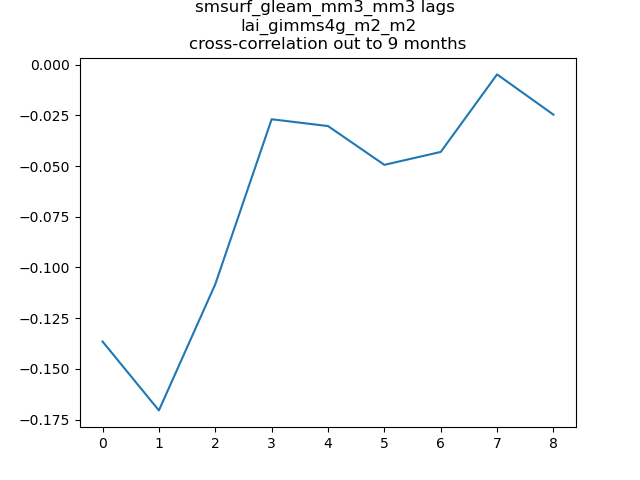 smsurf_gleam_mm3_mm3 lags
lai_gimms4g_m2_m2
cross-correlation out to 9 months
0.000
−0.025
−0.050
−0.075
−0.100
−0.125
−0.150
−0.175
0 1 2 3 4 5 6 7 8